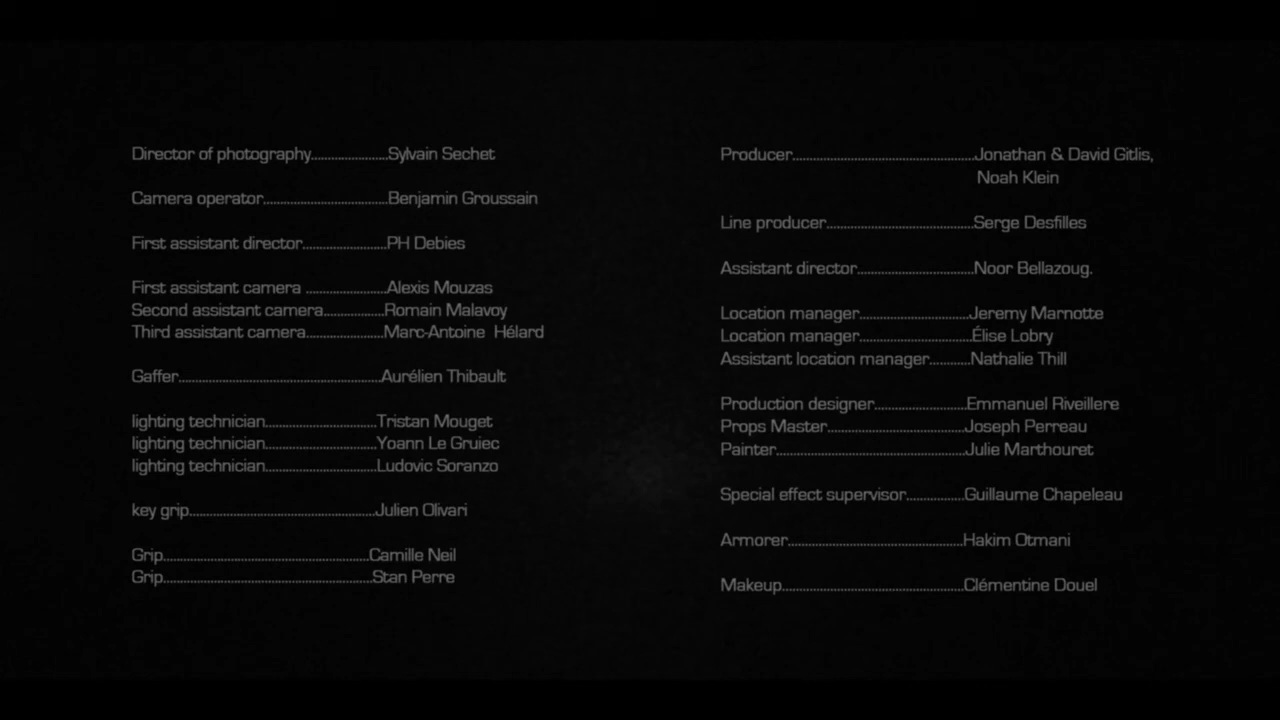 Director of photography......................Sylvain Sechet
Camera operator...................................Benjamin Groussain
First assistant director........................PH Debies
First assistant camera .......................Alexis Mouzas
Second assistant camera.................Romain Malavoy
Third assistant camera......................Marc-Antoine  Hélard
Gaffer.........................................................Aurélien Thibault
lighting technician...............................Tristan Mouget
lighting technician...............................Yoann Le Gruiec
lighting technician...............................Ludovic Soranzo
key grip....................................................Julien Olivari
Grip..........................................................Camille Neil
Grip...........................................................Stan Perre
Producer...................................................Jonathan & David Gitlis,
Noah Klein
Line producer.........................................Serge Desfilles
Assistant director................................Noor Bellazoug.
Location manager...............................Jeremy Marnotte
Location manager................................Élise Lobry
Assistant location manager...........Nathalie Thill
Production designer..........................Emmanuel Riveillere
Props Master.......................................Joseph Perreau
Painter.....................................................Julie Marthouret
Special effect supervisor................Guillaume Chapeleau
Armorer.................................................Hakim Otmani
Makeup...................................................Clémentine Douel